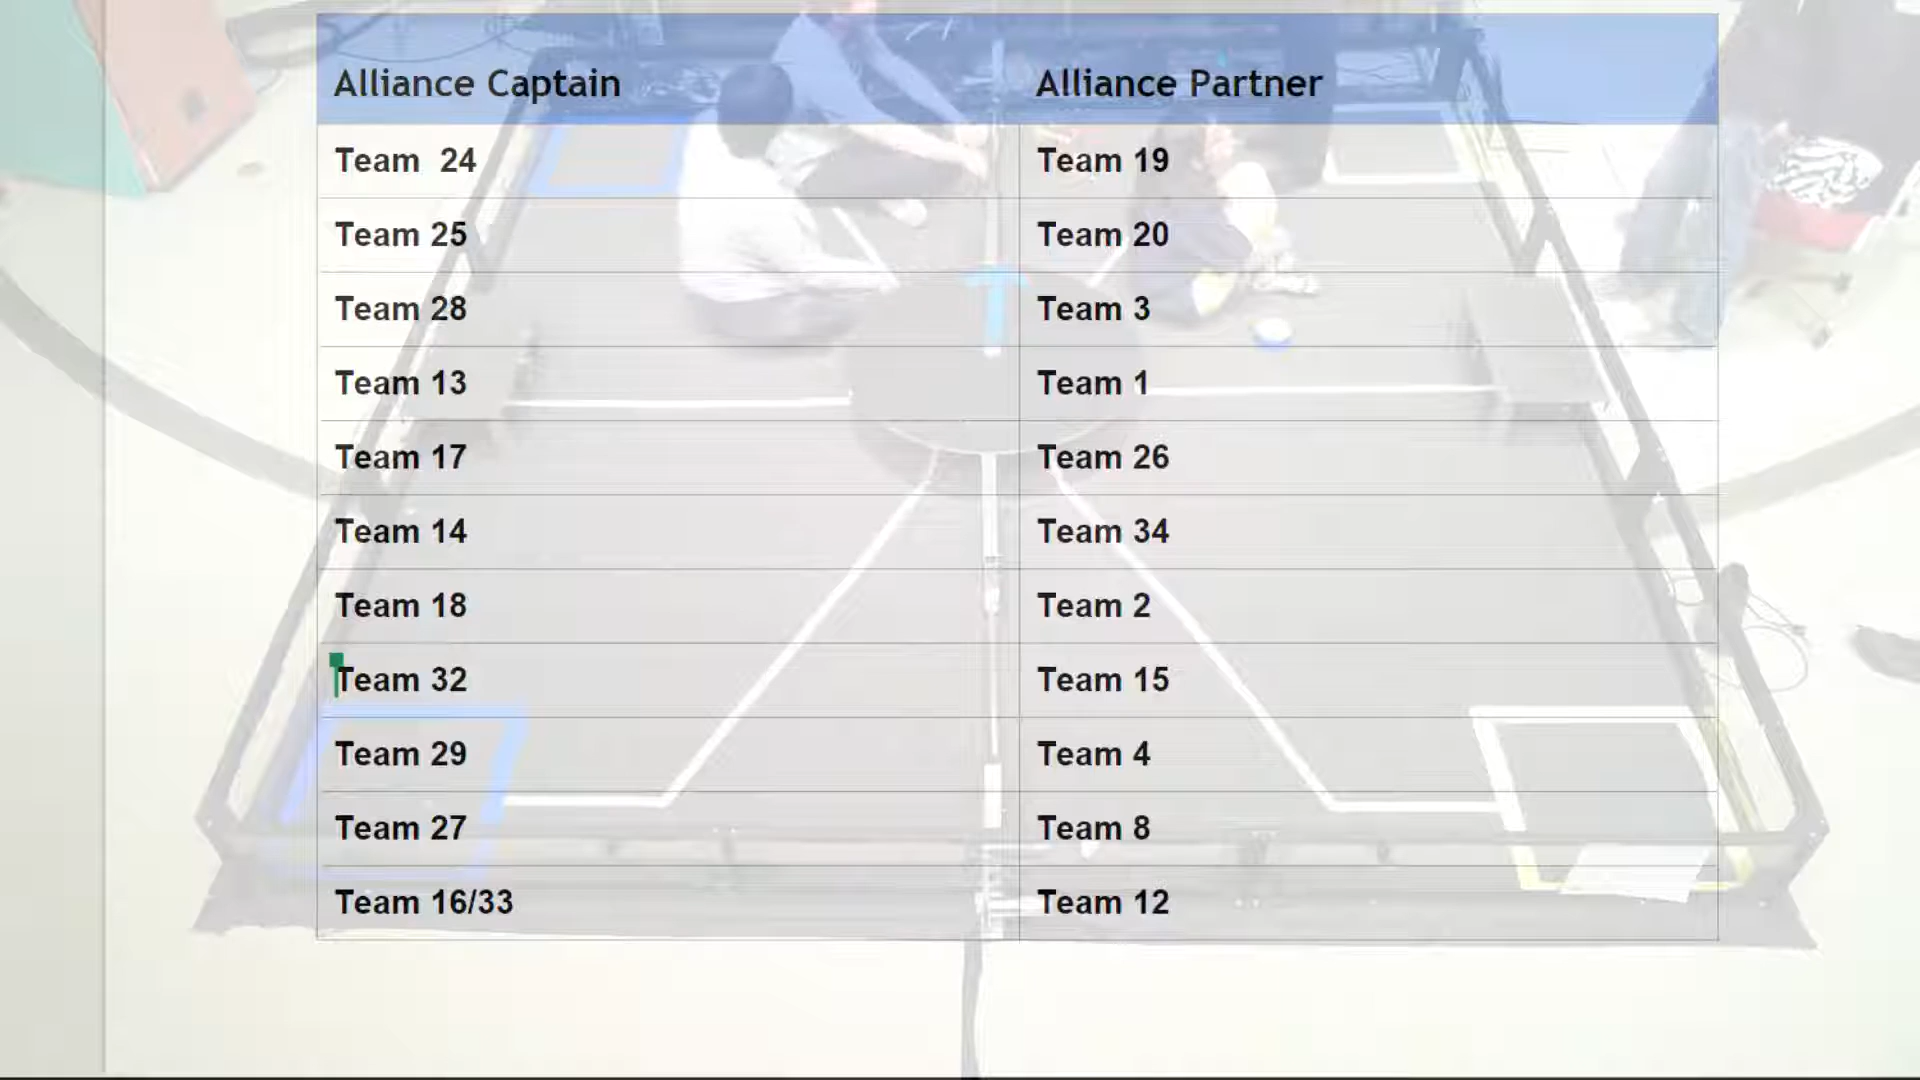 Alliance Captain Alliance Partner
Team 24 Team 19
Team 25 Team 20
Team 28 Team 3
Team 13 Team 1
Team 17 Team 26
Team 14 Team 34
Team 18 Team 2
Team 32 Team 15
Team 29 Team 4
Team 27 Team 8
Team 16/33 Team 12